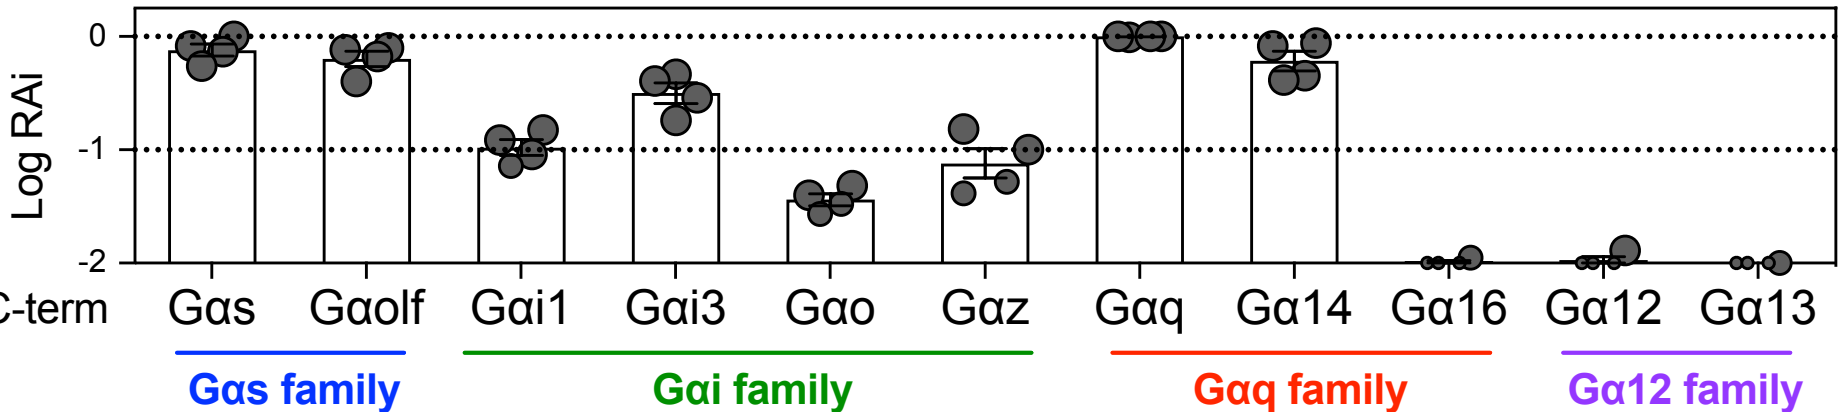 Log RAi
0
-1
-2
C-term Gαs Gαolf Gαi1 Gαi3 Gαo Gαz Gαq Gα14 Gα16 Gα12 Gα13
Gαs family Gαi family Gαq family Gα12 family